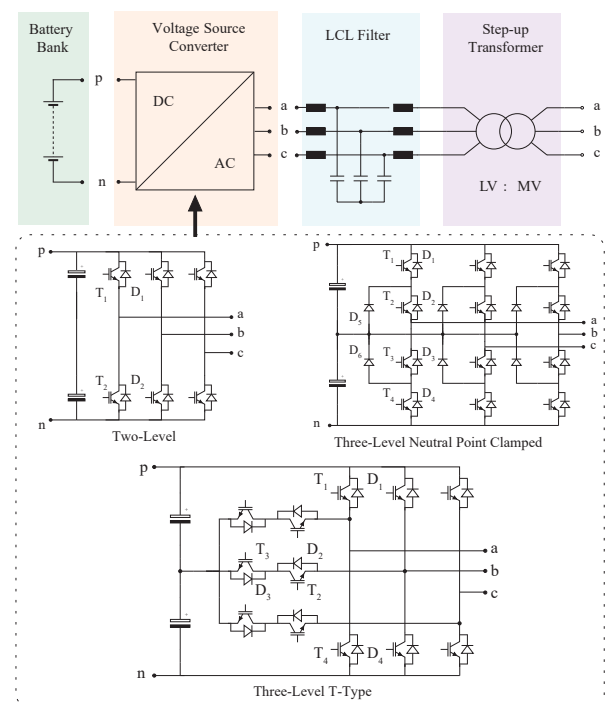 Battery
Bank
Voltage Source
Converter
LCL Filter
Step-up
Transformer
p
DC
a
b
c
a
b
c
AC
n
LV : MV
p
T1 D1
a
b
c
T2 D2
n
Two-Level
p
T1 D1
T2 D2
D5
a
b
c
D6
T3 D3
T4 D4
n
Three-Level Neutral Point Clamped
p
T1 D1
a
T3 D2
b
D3 T2
c
T4 D4
n
Three-Level T-Type